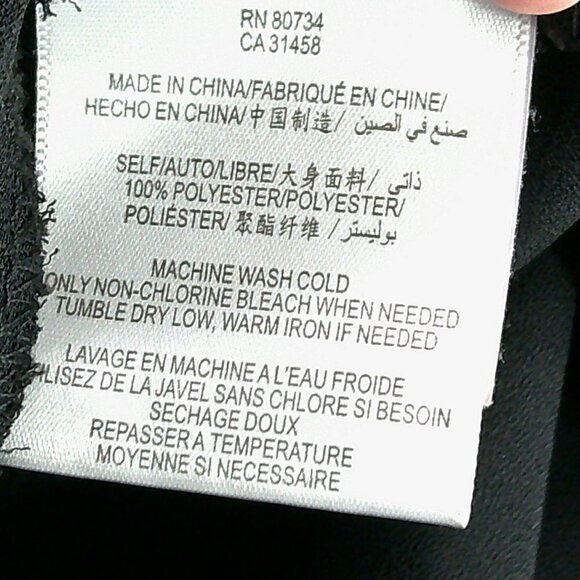 RN 80734
CA 31458
MADE IN CHINA/FABRIQUÉ EN CHINE/
HECHO EN CHINA/中国制造/ صنع في الصين
SELF/AUTO/LIBRE/大身面料/ ذاتي
100% POLYESTER/POLYESTER/
POLIÉSTER/ 聚酯纤维 /بوليستر
MACHINE WASH COLD
ONLY NON-CHLORINE BLEACH WHEN NEEDED
TUMBLE DRY LOW, WARM IRON IF NEEDED
LAVAGE EN MACHINE A L'EAU FROIDE
ILISEZ DE LA JAVEL SANS CHLORE SI BESOIN
SECHAGE DOUX
REPASSER A TEMPERATURE
MOYENNE SI NECESSAIRE